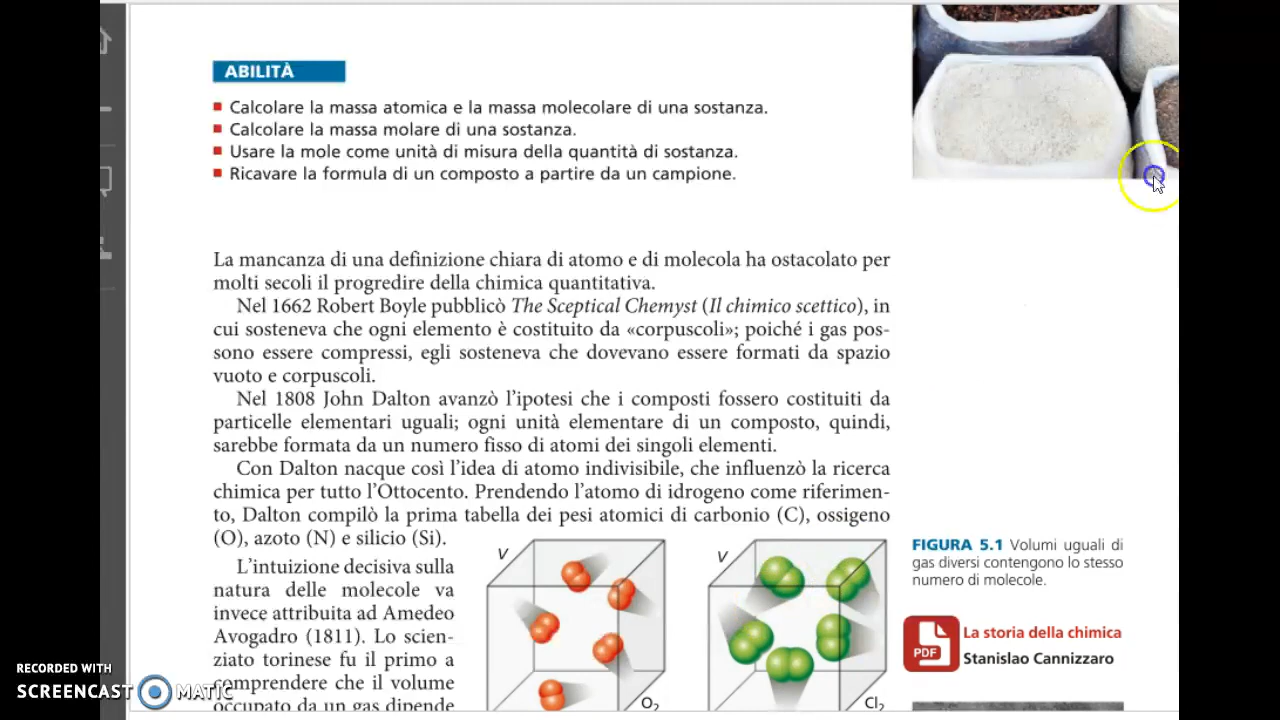 ABILITÀ
Calcolare la massa atomica e la massa molecolare di una sostanza.
Calcolare la massa molare di una sostanza.
Usare la mole come unità di misura della quantità di sostanza.
Ricavare la formula di un composto a partire da un campione.
La mancanza di una definizione chiara di atomo e di molecola ha ostacolato per
molti secoli il progredire della chimica quantitativa.
Nel 1662 Robert Boyle pubblicò The Sceptical Chemyst (Il chimico scettico), in
cui sosteneva che ogni elemento è costituito da «corpuscoli»; poiché i gas pos-
sono essere compressi, egli sosteneva che dovevano essere formati da spazio
vuoto e corpuscoli.
Nel 1808 John Dalton avanzò l'ipotesi che i composti fossero costituiti da
particelle elementari uguali; ogni unità elementare di un composto, quindi,
sarebbe formata da un numero fisso di atomi dei singoli elementi.
Con Dalton nacque così l'idea di atomo indivisibile, che influenzò la ricerca
chimica per tutto l'Ottocento. Prendendo l'atomo di idrogeno come riferimen-
to, Dalton compilò la prima tabella dei pesi atomici di carbonio (C), ossigeno
(O), azoto (N) e silicio (Si).
L'intuizione decisiva sulla
natura delle molecole va
invece attribuita ad Amedeo
Avogadro (1811). Lo scien-
ziato torinese fu il primo a
comprendere che il volume
occupato da un gas dipende
V
O2
V
Cl2
FIGURA 5.1 Volumi uguali di
gas diversi contengono lo stesso
numero di molecole.
PDF
La storia della chimica
Stanislao Cannizzaro
RECORDED WITH
SCREENCAST MATIC